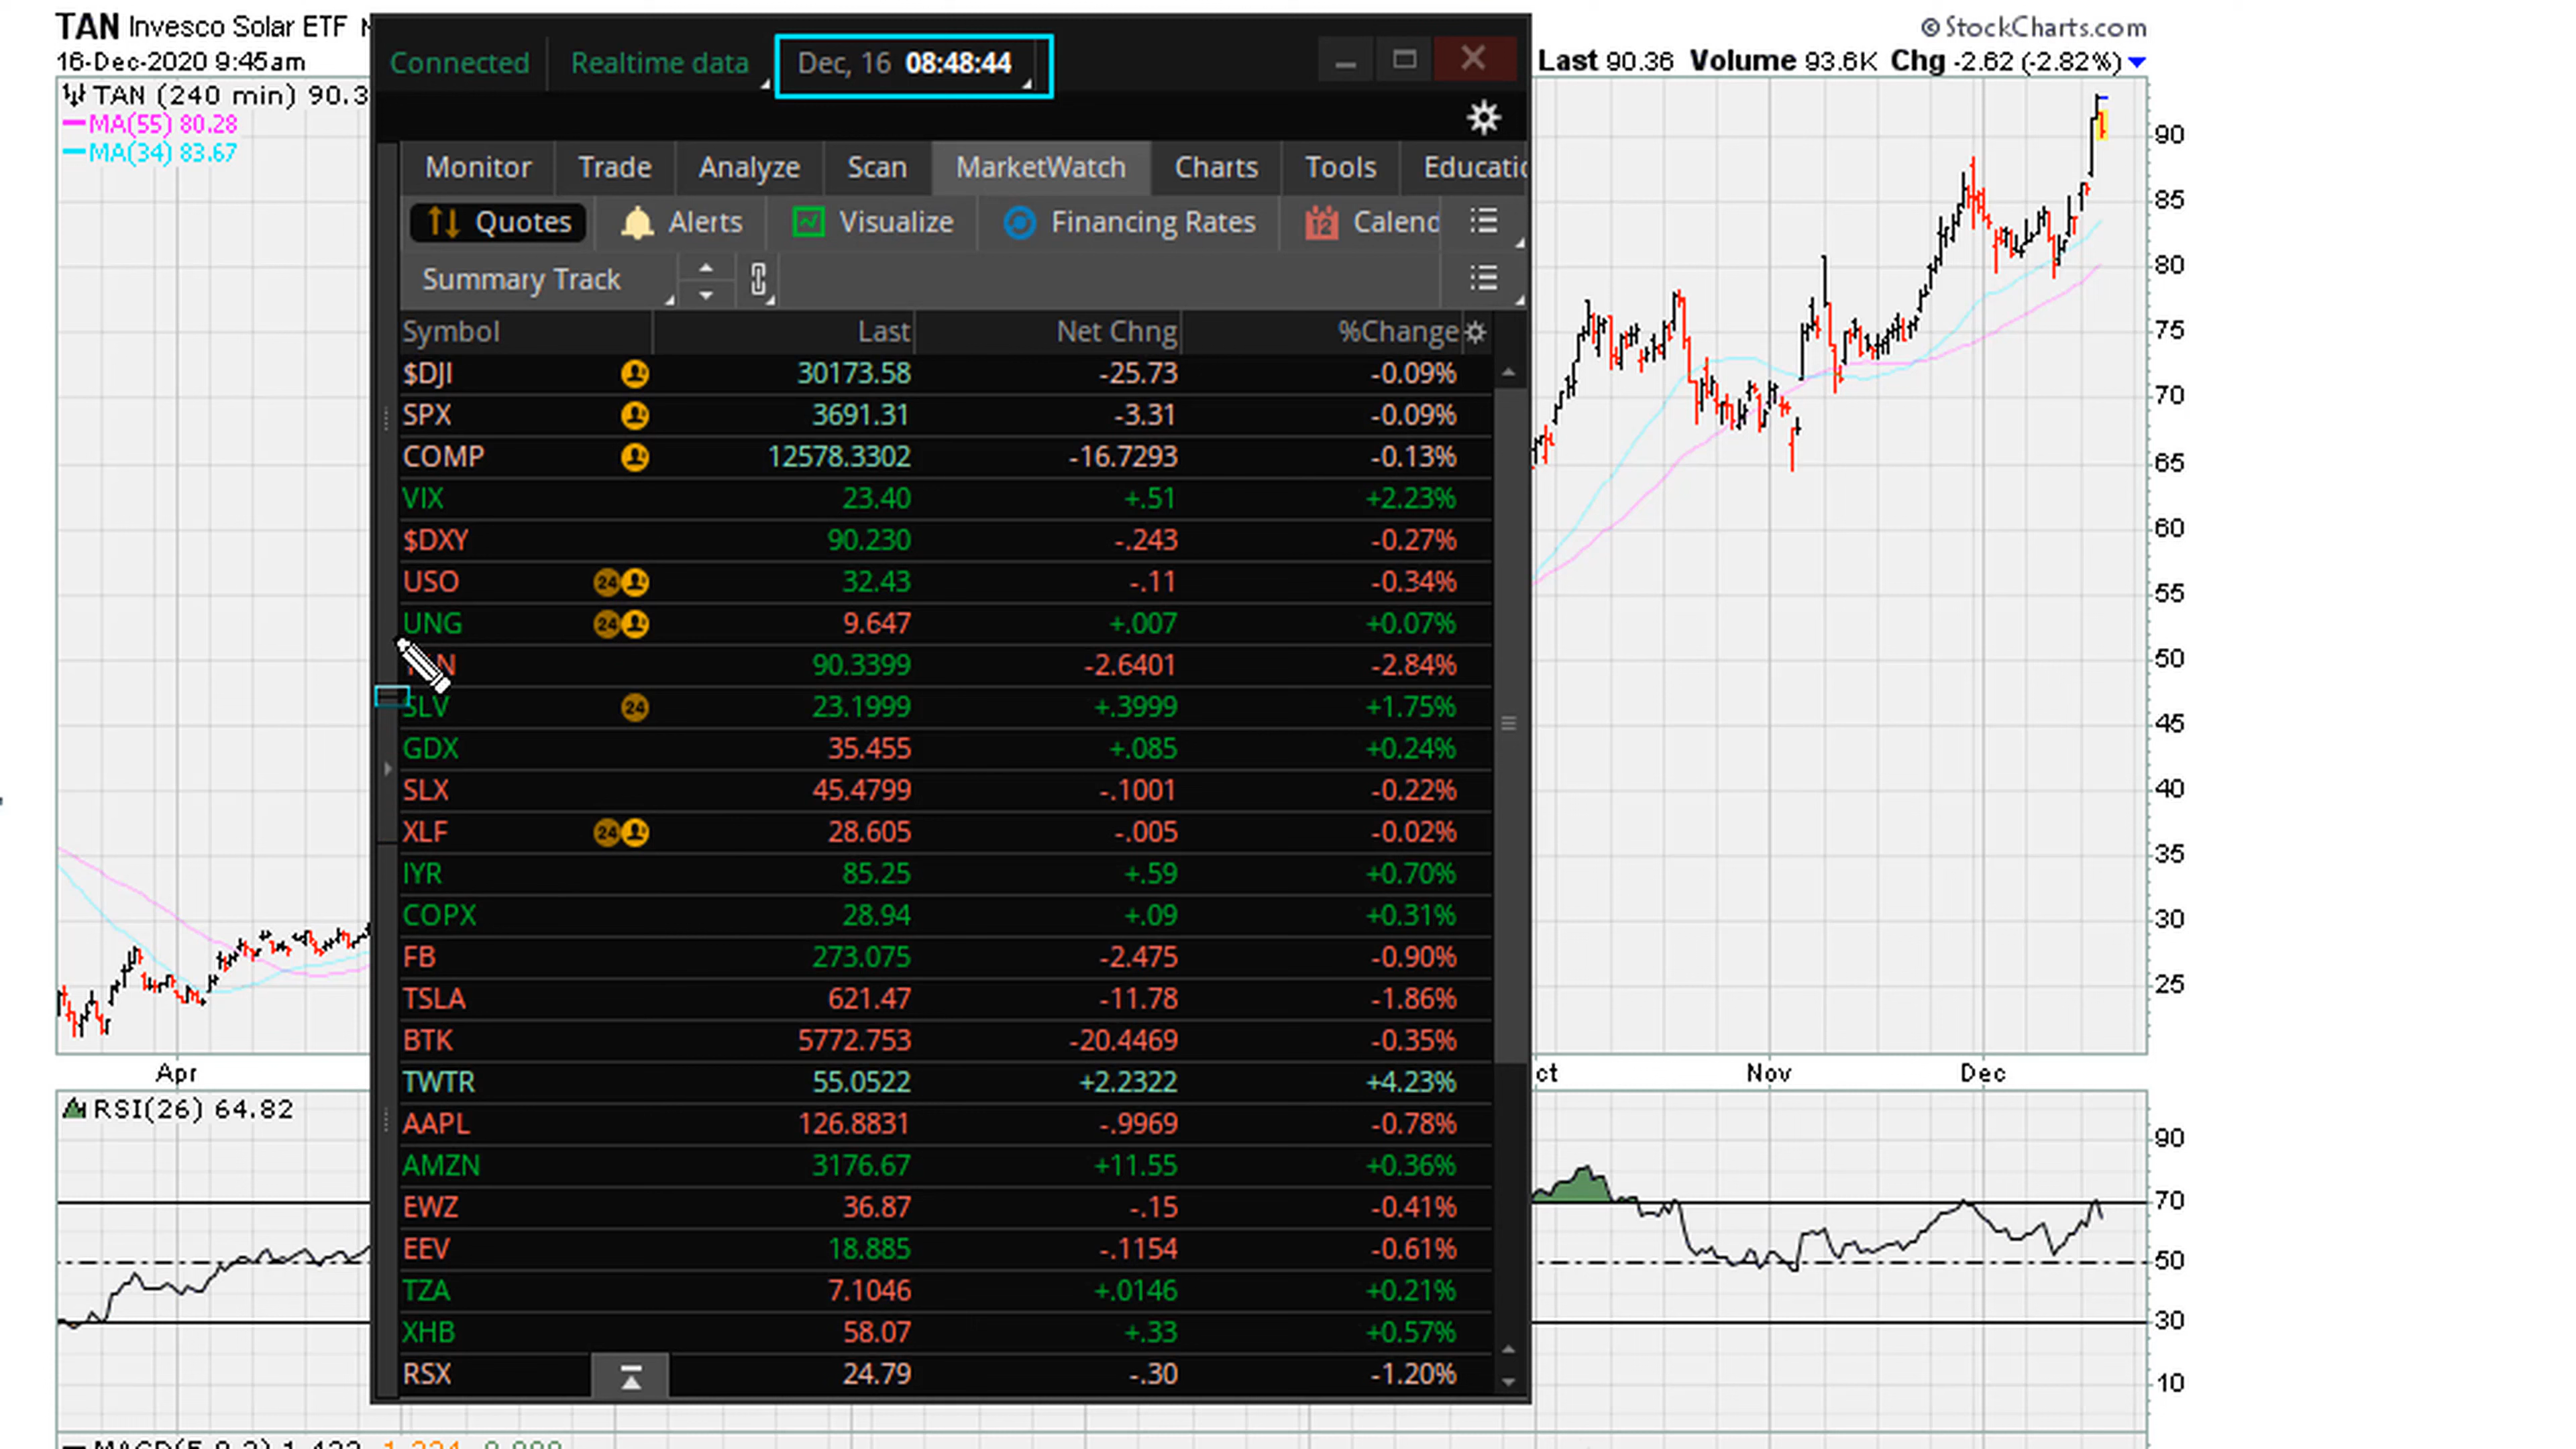 TAN Invesco Solar ETF
© StockCharts.com
16-Dec-2020 9:45am
Last 90.36 Volume 93.6K Chg -2.62 (-2.82%)
TAN (240 min) 90.3
MA(55) 80.28
MA(34) 83.67
Connected
Realtime data
Dec, 16 08:48:44
Monitor Trade Analyze Scan MarketWatch Charts Tools Educatio
Quotes Alerts Visualize Financing Rates 12 Calend
Summary Track
Symbol Last Net Chng %Change
$DJI 30173.58 -25.73 -0.09%
SPX 3691.31 -3.31 -0.09%
COMP 12578.3302 -16.7293 -0.13%
VIX 23.40 +.51 +2.23%
$DXY 90.230 -.243 -0.27%
USO 24 32.43 -.11 -0.34%
UNG 24 9.647 +.007 +0.07%
N 90.3399 -2.6401 -2.84%
SLV 24 23.1999 +.3999 +1.75%
GDX 35.455 +.085 +0.24%
SLX 45.4799 -.1001 -0.22%
XLF 24 28.605 -.005 -0.02%
IYR 85.25 +.59 +0.70%
COPX 28.94 +.09 +0.31%
FB 273.075 -2.475 -0.90%
TSLA 621.47 -11.78 -1.86%
BTK 5772.753 -20.4469 -0.35%
TWTR 55.0522 +2.2322 +4.23%
AAPL 126.8831 -.9969 -0.78%
AMZN 3176.67 +11.55 +0.36%
EWZ 36.87 -.15 -0.41%
EEV 18.885 -.1154 -0.61%
TZA 7.1046 +.0146 +0.21%
XHB 58.07 +.33 +0.57%
RSX 24.79 -.30 -1.20%
90
85
80
75
70
65
60
55
50
45
40
35
30
25
Apr
ct Nov Dec
RSI(26) 64.82
90
70
50
30
10